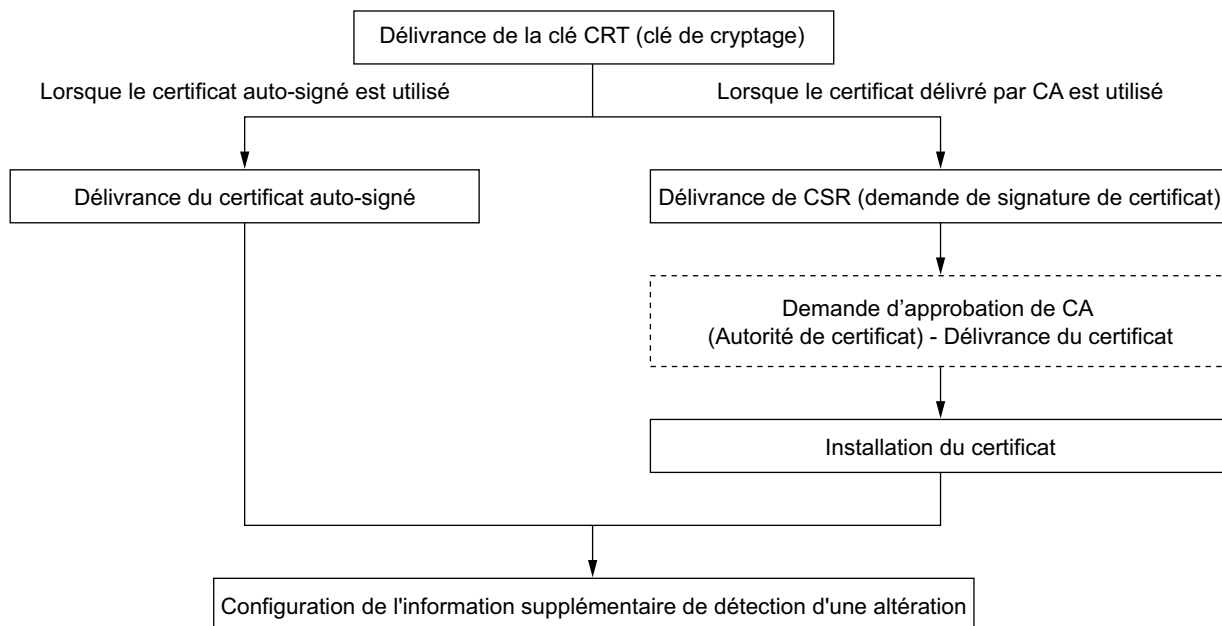 Délivrance de la clé CRT (clé de cryptage)
Lorsque le certificat auto-signé est utilisé
Lorsque le certificat délivré par CA est utilisé
Délivrance du certificat auto-signé
Délivrance de CSR (demande de signature de certificat)
Demande d’approbation de CA
(Autorité de certificat) - Délivrance du certificat
Installation du certificat
Configuration de l'information supplémentaire de détection d'une altération